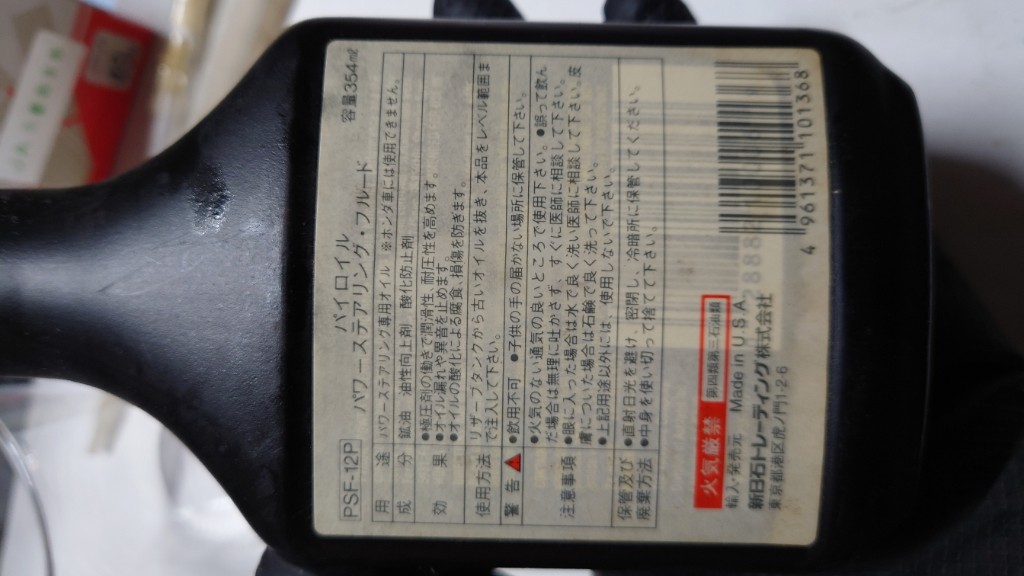 PSF-12P
バイロイル
パワーステアリング・フルード
容量354㎖
用途 パワーステアリング専用オイル ※ホンダ車には使用できません。
成分 鉱油 油性向上剤 酸化防止剤
効果 ●極圧剤の働きで潤滑性、耐圧性を高めます。
●オイル漏れや異音を止めます。
●オイルの酸化による腐食、損傷を防ぎます。
使用方法 リザーブタンクから古いオイルを抜き、本品をレベル範囲ま
で注入して下さい。
警告 ●飲用不可 ●子供の手の届かない場所に保管して下さい。
注意事項 ●火気のない通気の良いところで使用下さい。●誤って飲ん
だ場合は無理に吐かさず、すぐに医師に相談して下さい。
●眼に入った場合は水で良く洗い医師に相談して下さい。皮
膚についた場合は石鹸で良く洗って下さい。
●上記用途以外には、使用しないで下さい。
保管及び ●直射日光を避け、密閉し、冷暗所に保管してください。
廃棄方法 ●中身を使い切って捨てて下さい。
火気厳禁 第四類第三石油類
輸入・発売元 Made in U.S.A.
新日石トレーディング株式会社
東京都港区虎ノ門1-2-6
4 961371 101368